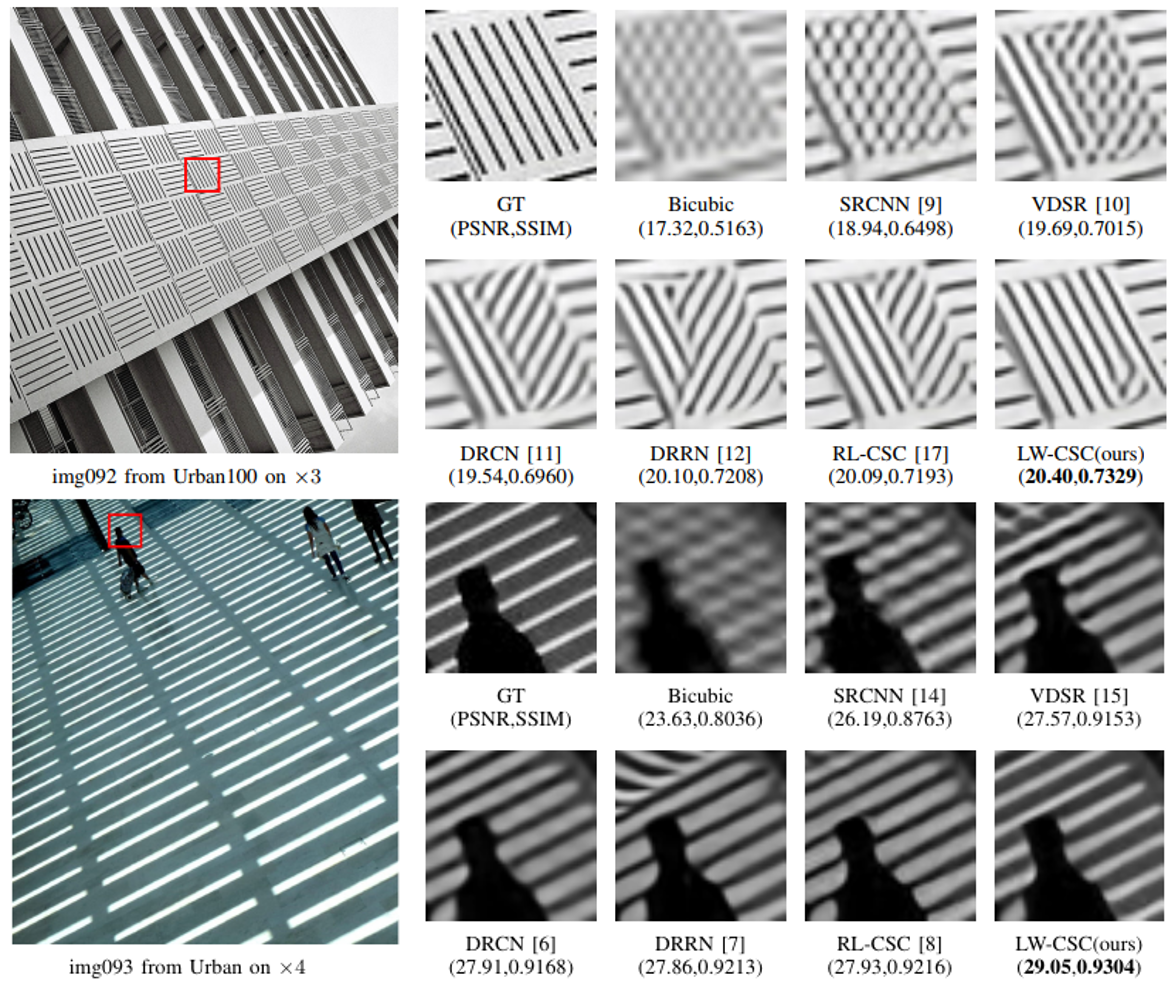 GT
(PSNR,SSIM)
Bicubic
(17.32,0.5163)
SRCNN [9]
(18.94,0.6498)
VDSR [10]
(19.69,0.7015)
DRCN [11]
(19.54,0.6960)
DRRN [12]
(20.10,0.7208)
RL-CSC [17]
(20.09,0.7193)
LW-CSC(ours)
(20.40,0.7329)
img092 from Urban100 on ×3
GT
(PSNR,SSIM)
Bicubic
(23.63,0.8036)
SRCNN [14]
(26.19,0.8763)
VDSR [15]
(27.57,0.9153)
DRCN [6]
(27.91,0.9168)
DRRN [7]
(27.86,0.9213)
RL-CSC [8]
(27.93,0.9216)
LW-CSC(ours)
(29.05,0.9304)
img093 from Urban on ×4